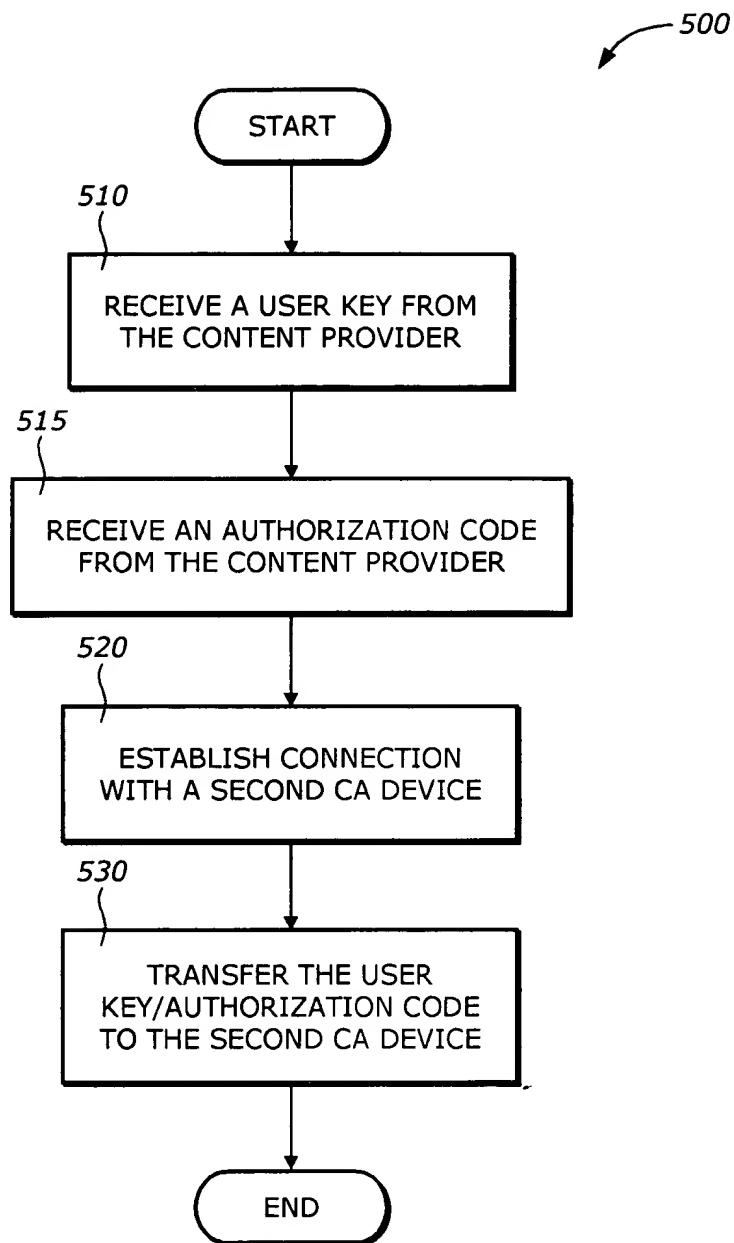 500
START
510
RECEIVE A USER KEY FROM
THE CONTENT PROVIDER
515
RECEIVE AN AUTHORIZATION CODE
FROM THE CONTENT PROVIDER
520
ESTABLISH CONNECTION
WITH A SECOND CA DEVICE
530
TRANSFER THE USER
KEY/AUTHORIZATION CODE
TO THE SECOND CA DEVICE
END